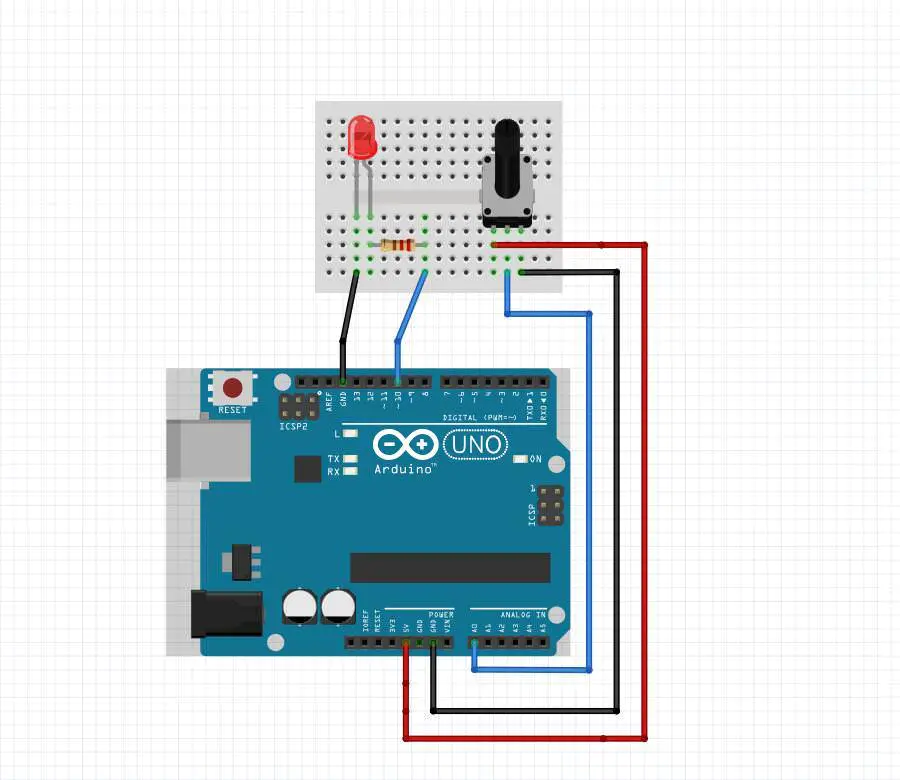 RESET
ICSP2
AREF
GND
13
12
~11
~10
~9
8
7
~6
~5
4
~3
2
TX0▶1
RX0◀0
DIGITAL (PWM=~)
L
TX
RX
UNO
Arduino™
ON
1
ICSP
IOREF
RESET
3V3
5V
GND
GND
VIN
POWER
ANALOG IN
A0
A1
A2
A3
A4
A5